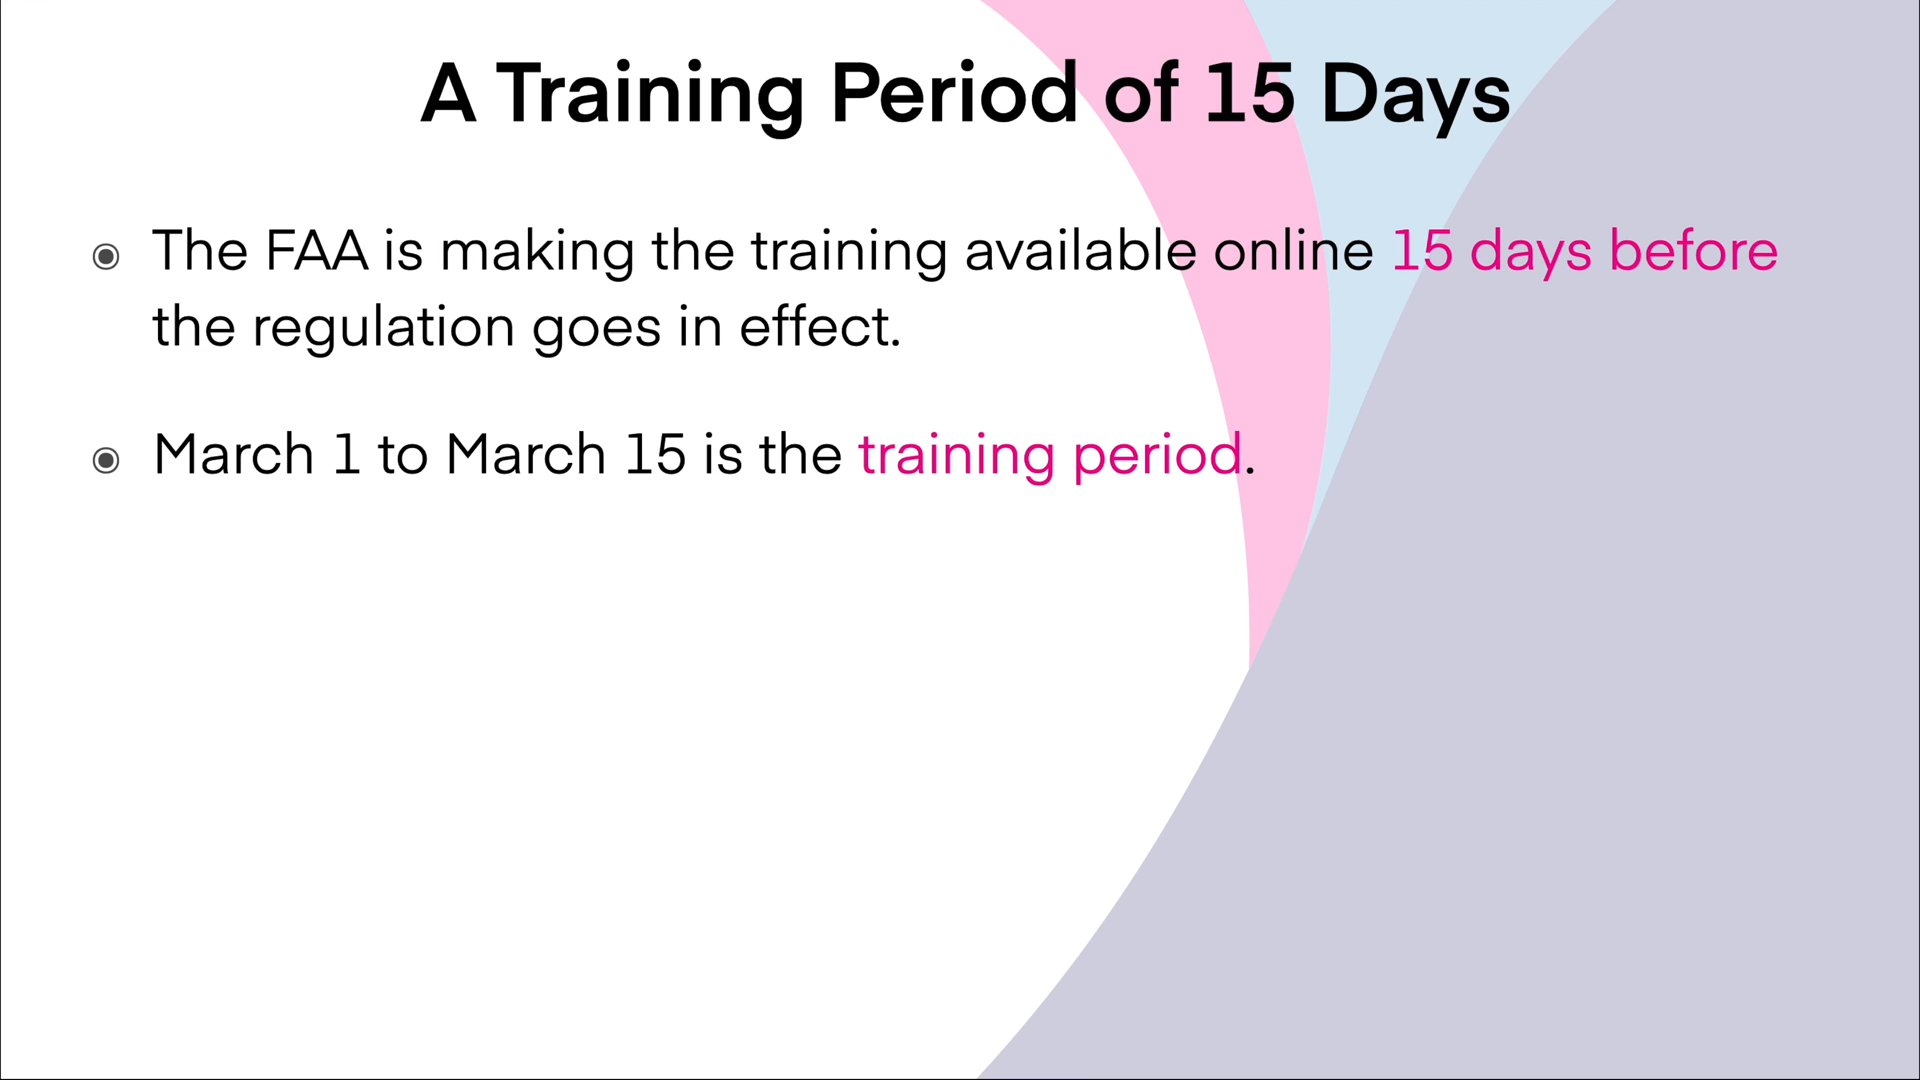 A Training Period of 15 Days
The FAA is making the training available online 15 days before
the regulation goes in effect.
March 1 to March 15 is the training period.